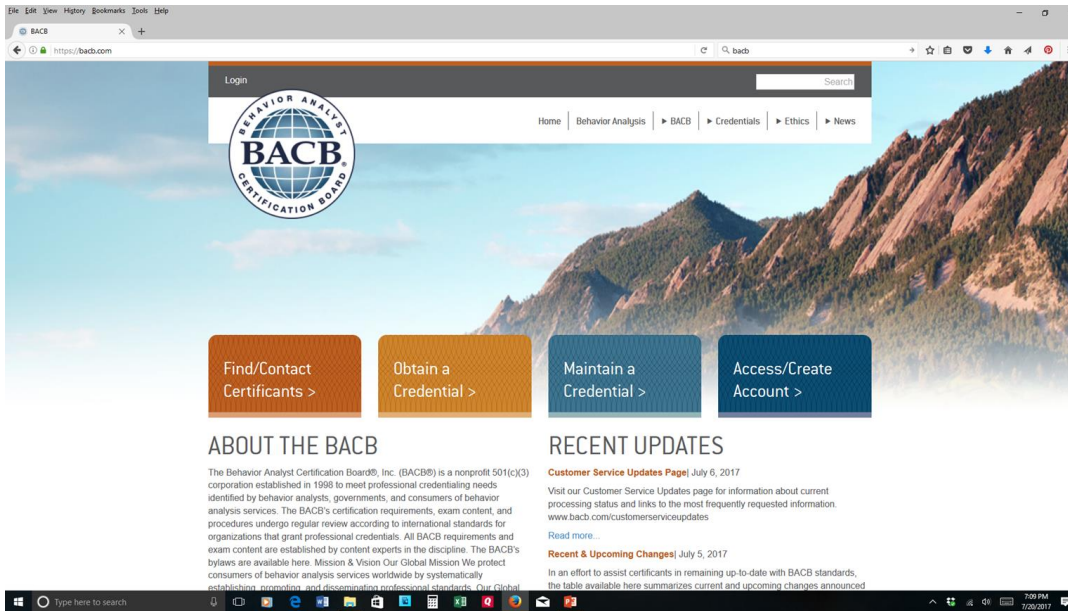 File Edit View History Bookmarks Tools Help
BACB
https://bacb.com
bacb
Login
Search
BEHAVIOR ANALYST
BACB®
CERTIFICATION BOARD
Home Behavior Analysis BACB Credentials Ethics News
Find/Contact
Certificants >
Obtain a
Credential >
Maintain a
Credential >
Access/Create
Account >
ABOUT THE BACB
The Behavior Analyst Certification Board®, Inc. (BACB®) is a nonprofit 501(c)(3)
corporation established in 1998 to meet professional credentialing needs
identified by behavior analysts, governments, and consumers of behavior
analysis services. The BACB's certification requirements, exam content, and
procedures undergo regular review according to international standards for
organizations that grant professional credentials. All BACB requirements and
exam content are established by content experts in the discipline. The BACB's
bylaws are available here. Mission & Vision Our Global Mission We protect
consumers of behavior analysis services worldwide by systematically
establishing, promoting, and disseminating professional standards. Our Global
RECENT UPDATES
Customer Service Updates Page| July 6, 2017
Visit our Customer Service Updates page for information about current
processing status and links to the most frequently requested information.
www.bacb.com/customerserviceupdates
Read more...
Recent & Upcoming Changes| July 5, 2017
In an effort to assist certificants in remaining up-to-date with BACB standards,
the table available here summarizes current and upcoming changes announced
Type here to search
7:09 PM
7/20/2017